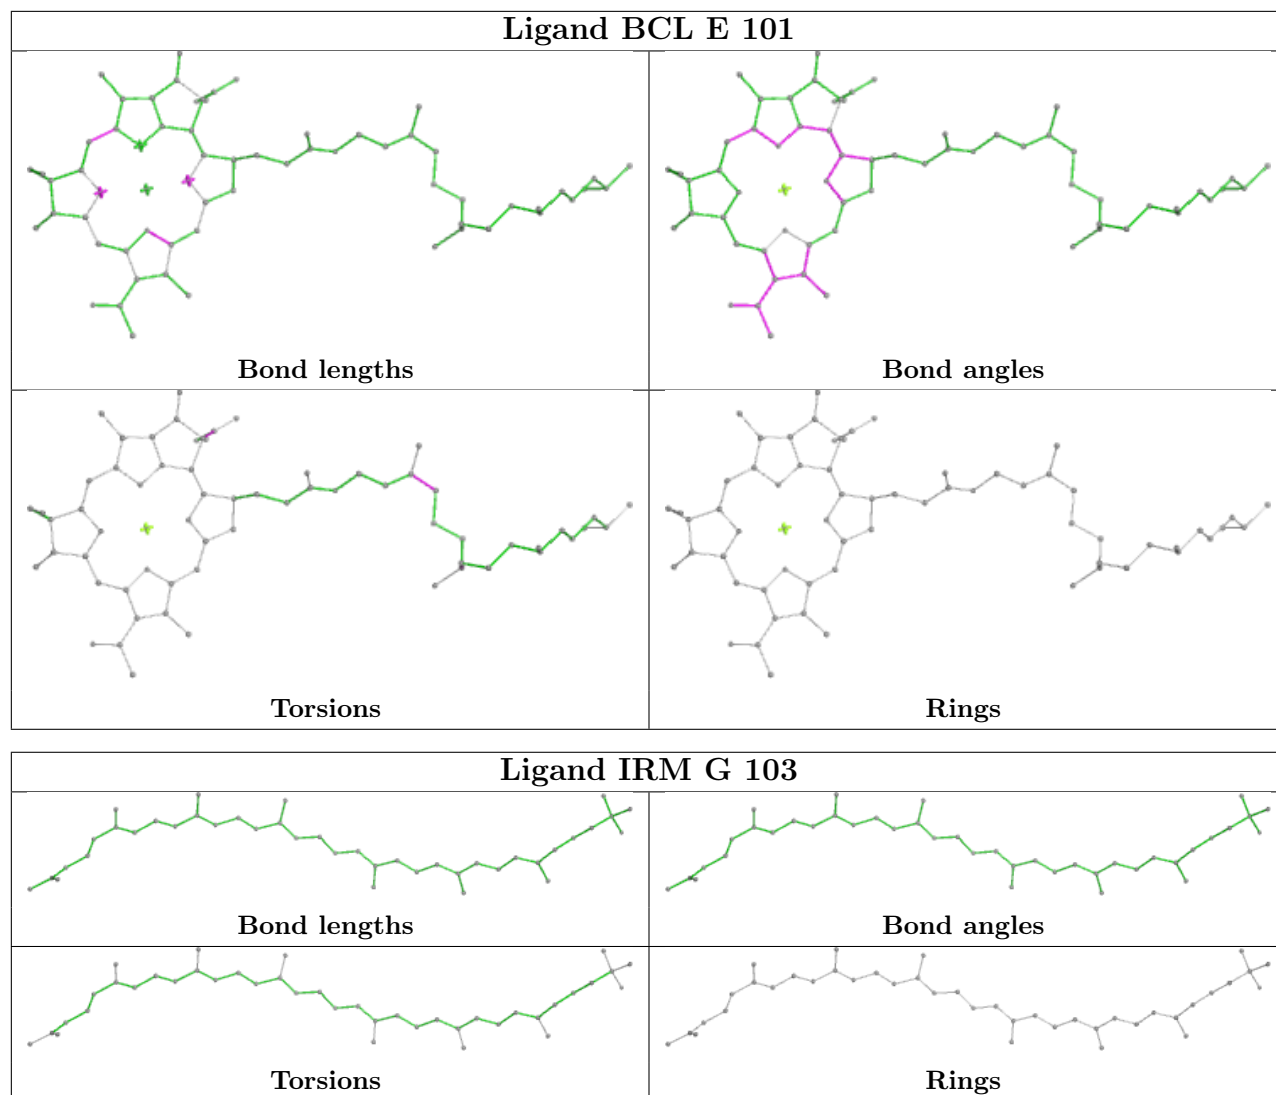 Ligand BCL E 101
Bond lengths
Bond angles
Torsions
Rings
Ligand IRM G 103
Bond lengths
Bond angles
Torsions
Rings